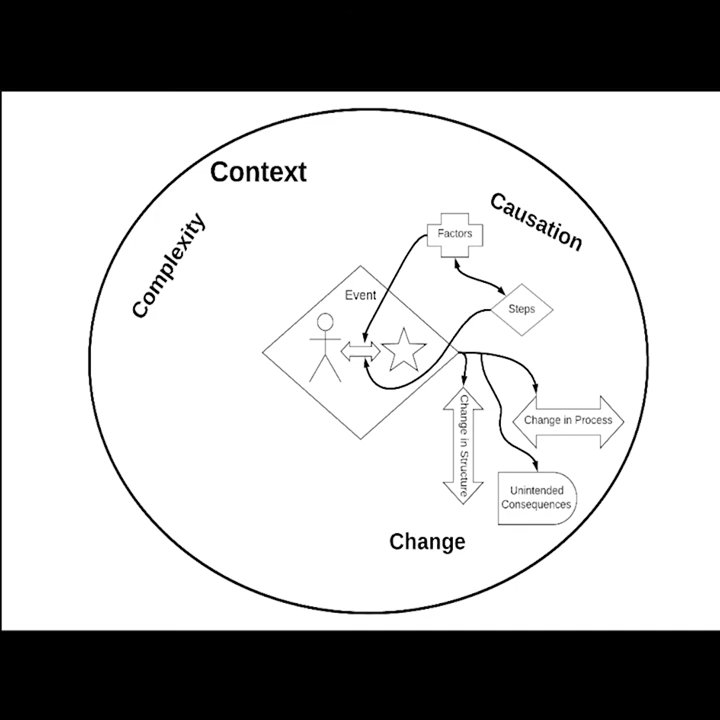 Context
Complexity
Causation
Factors
Event
Steps
Change in Structure
Change in Process
Unintended
Consequences
Change